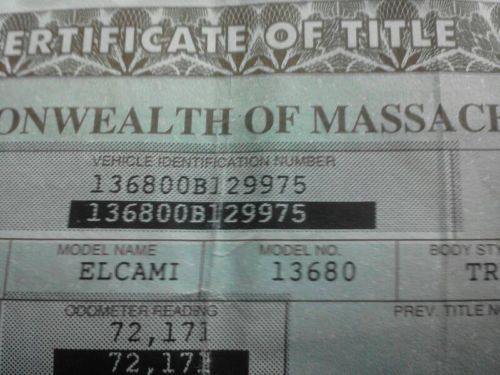 ERTIFICATE OF TITLE
ONWEALTH OF MASSAC
VEHICLE IDENTIFICATION NUMBER
136800B129975
136800B129975
MODEL NAME MODEL NO. BODY STY
ELCAMI 13680 TR
ODOMETER READING PREV. TITLE N
72,171
72,171